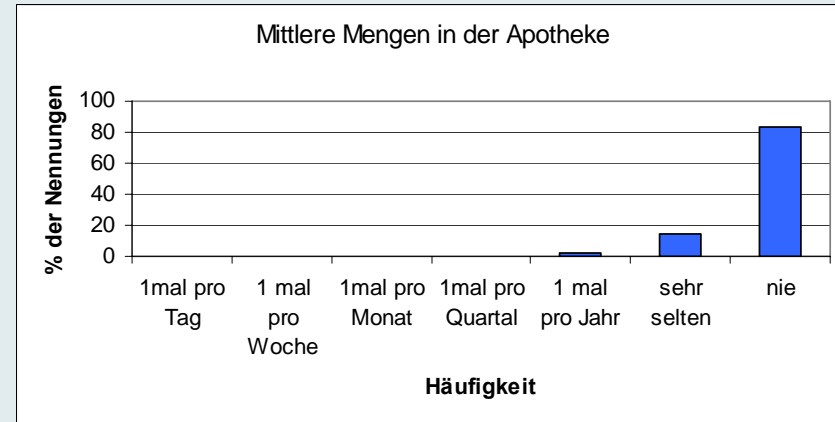 Mittlere Mengen in der Apotheke
% der Nennungen
100
80
60
40
20
0
1mal pro Tag
1 mal pro Woche
1mal pro Monat
1mal pro Quartal
1 mal pro Jahr
sehr selten
nie
Häufigkeit